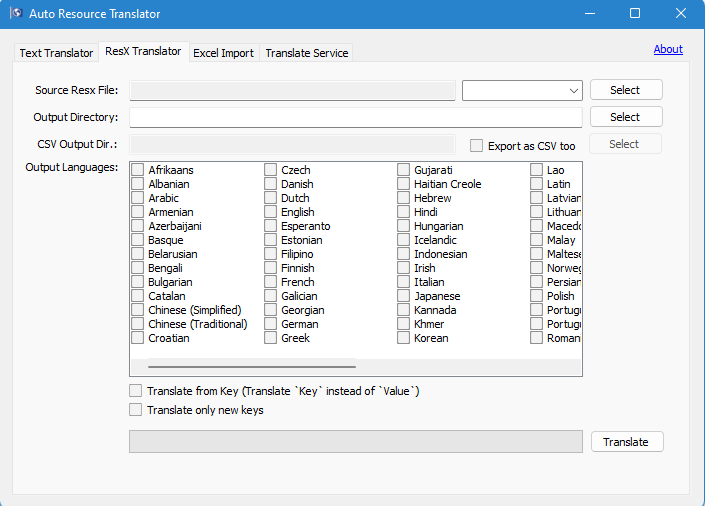 Auto Resource Translator
Text Translator ResX Translator Excel Import Translate Service About
Source Resx File: Select
Output Directory: Select
CSV Output Dir.: Export as CSV too Select
Output Languages:
Afrikaans Czech Gujarati Lao
Albanian Danish Haitian Creole Latin
Arabic Dutch Hebrew Latvian
Armenian English Hindi Lithuan
Azerbaijani Esperanto Hungarian Macedo
Basque Estonian Icelandic Malay
Belarusian Filipino Indonesian Maltese
Bengali Finnish Irish Norweg
Bulgarian French Italian Persian
Catalan Galician Japanese Polish
Chinese (Simplified) Georgian Kannada Portugu
Chinese (Traditional) German Khmer Portugu
Croatian Greek Korean Roman
Translate from Key (Translate `Key` instead of `Value`)
Translate only new keys
Translate